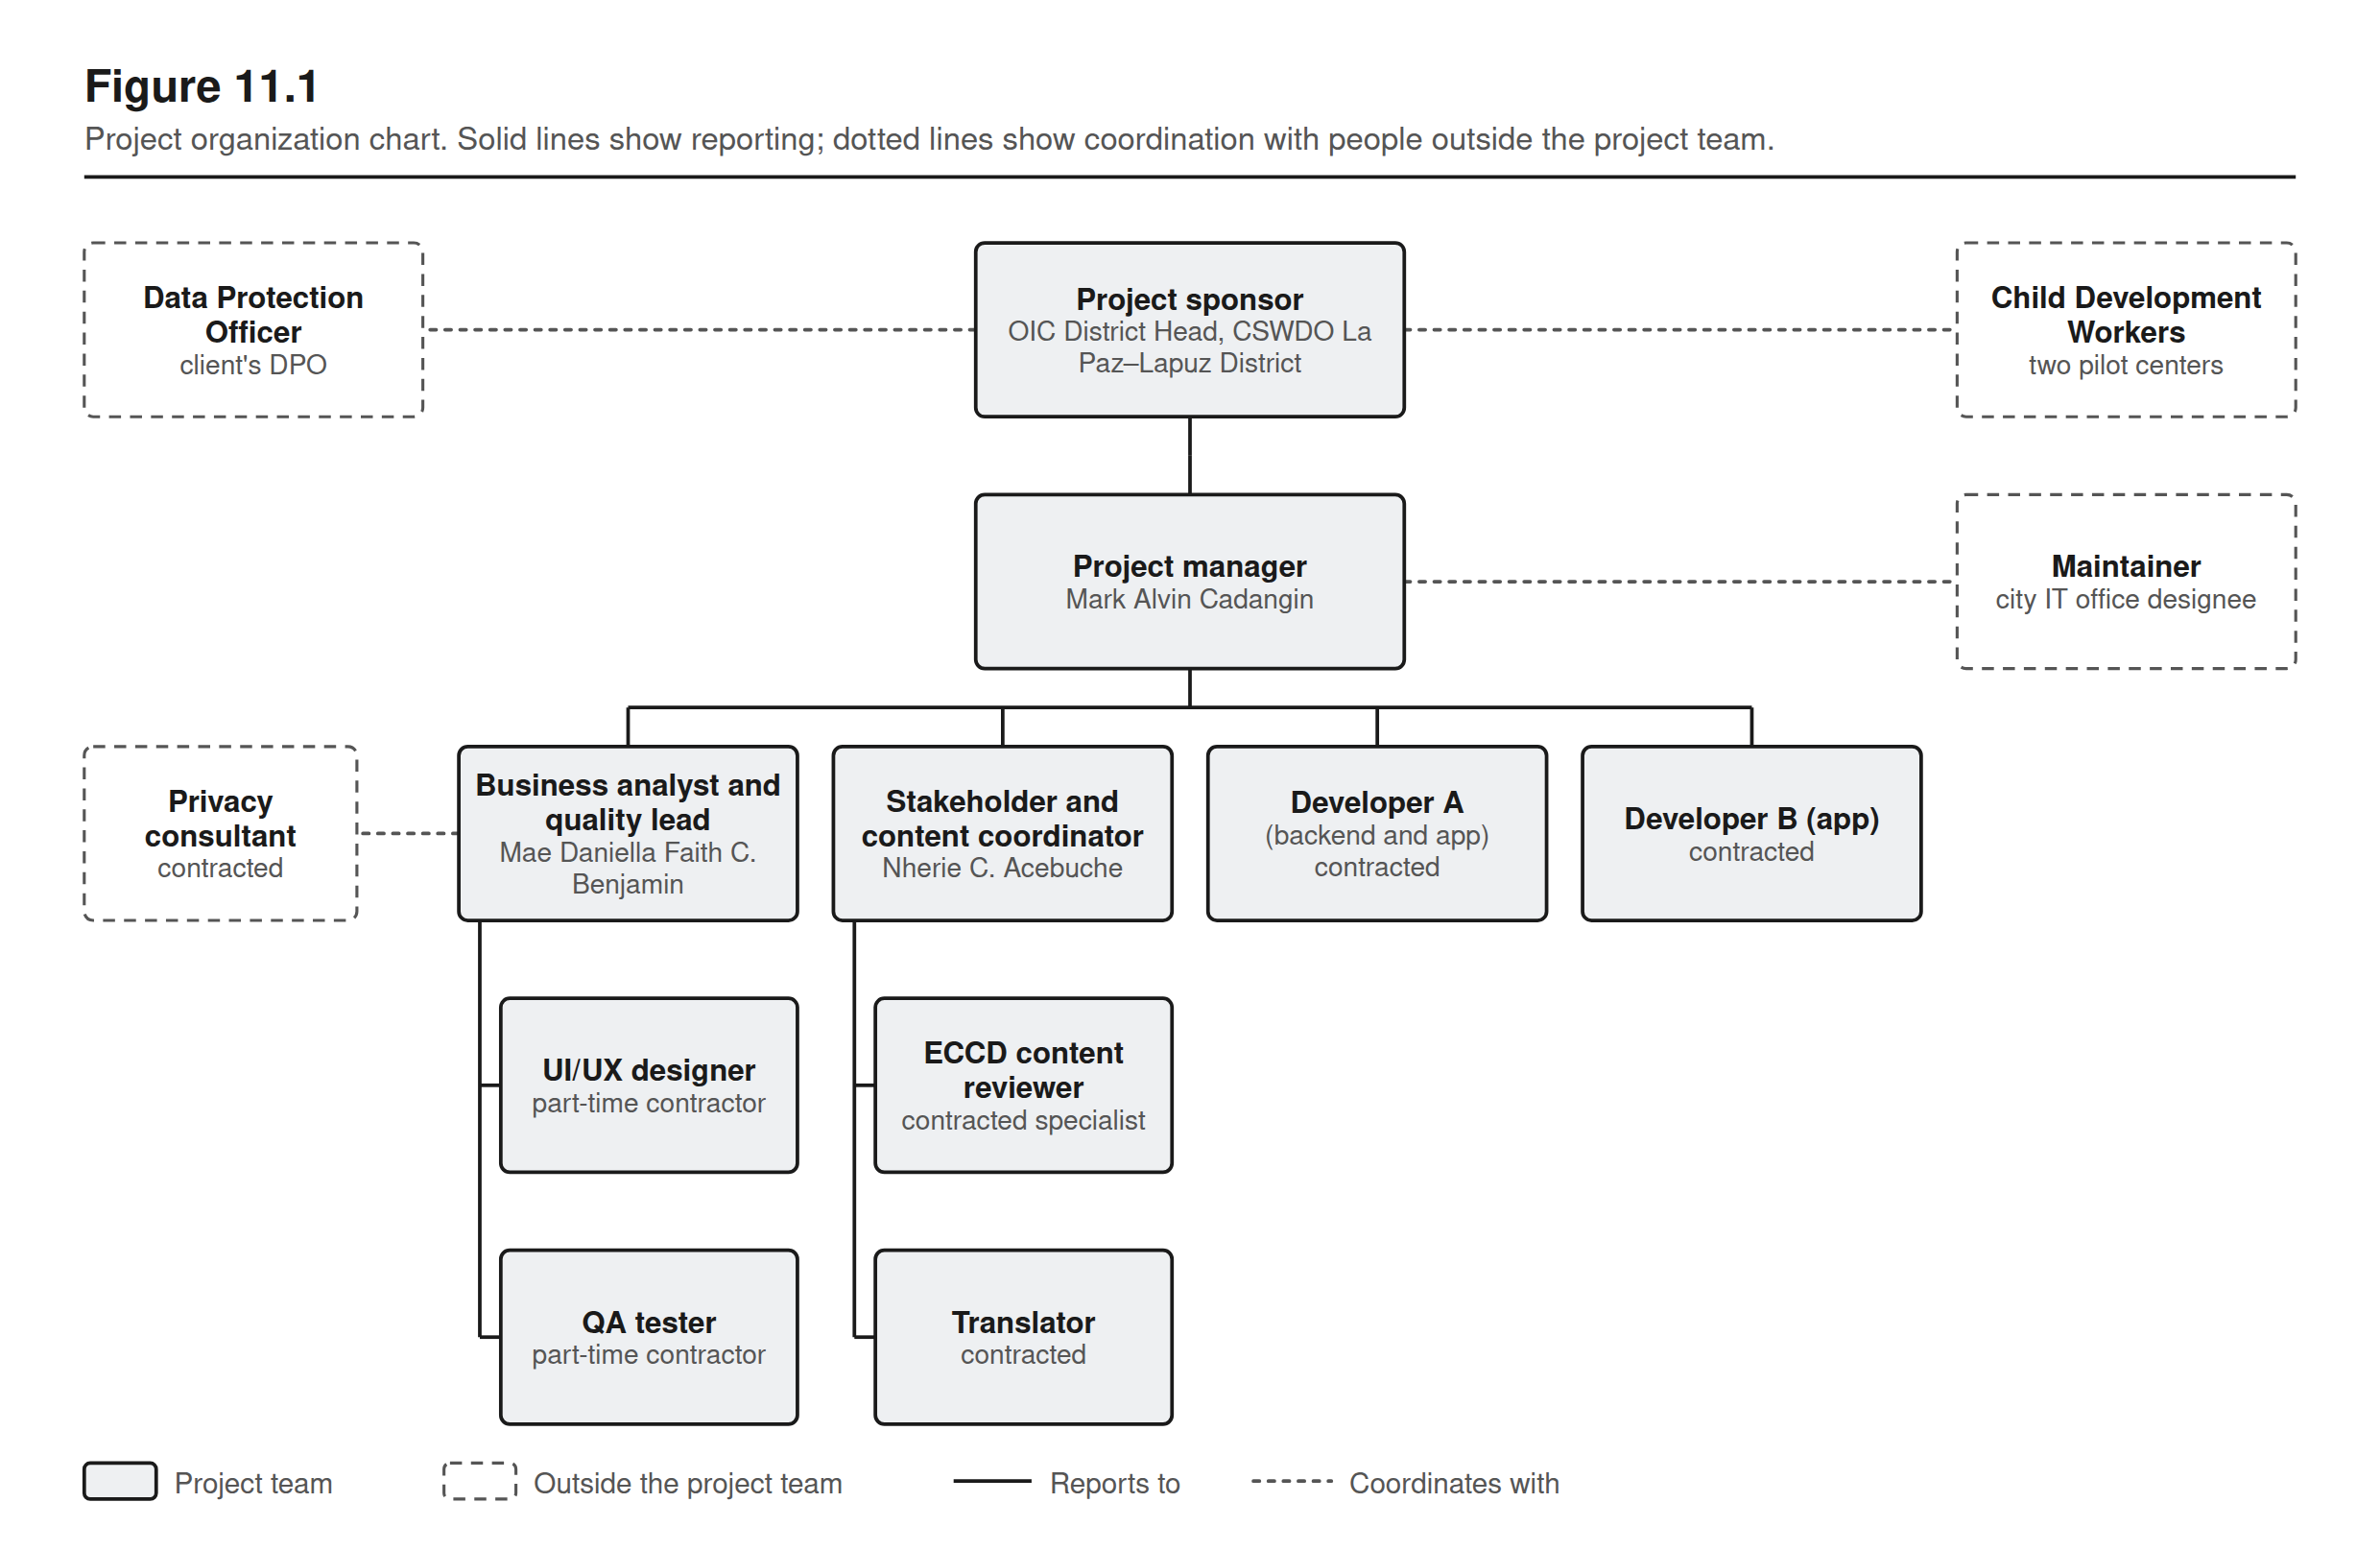 Figure 11.1
Project organization chart. Solid lines show reporting; dotted lines show coordination with people outside the project team.
Data Protection
Officer
client's DPO
Project sponsor
OIC District Head, CSWDO La
Paz–Lapuz District
Child Development
Workers
two pilot centers
Project manager
Mark Alvin Cadangin
Maintainer
city IT office designee
Privacy
consultant
contracted
Business analyst and
quality lead
Mae Daniella Faith C.
Benjamin
Stakeholder and
content coordinator
Nherie C. Acebuche
Developer A
(backend and app)
contracted
Developer B (app)
contracted
UI/UX designer
part-time contractor
ECCD content
reviewer
contracted specialist
QA tester
part-time contractor
Translator
contracted
Project team
Outside the project team
Reports to
Coordinates with